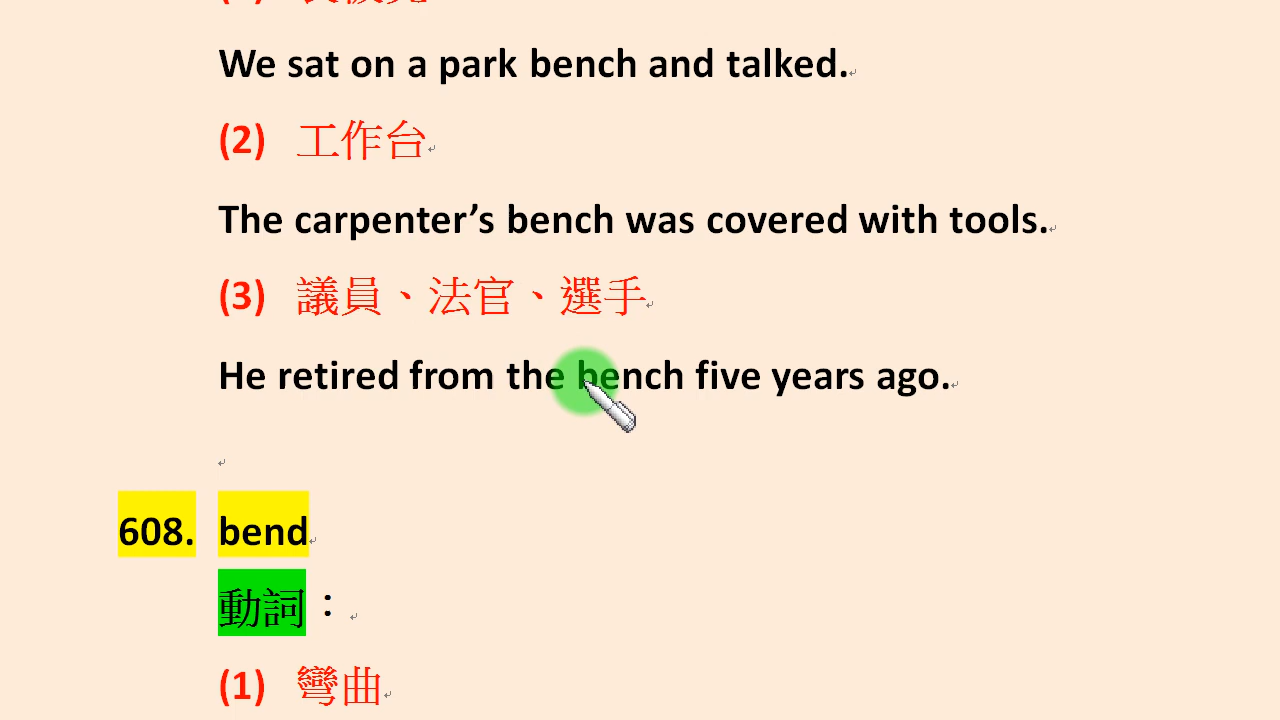 We sat on a park bench and talked.
(2) 工作台
The carpenter’s bench was covered with tools.
(3) 議員、法官、選手
He retired from the bench five years ago.
608. bend
動詞：
(1) 彎曲